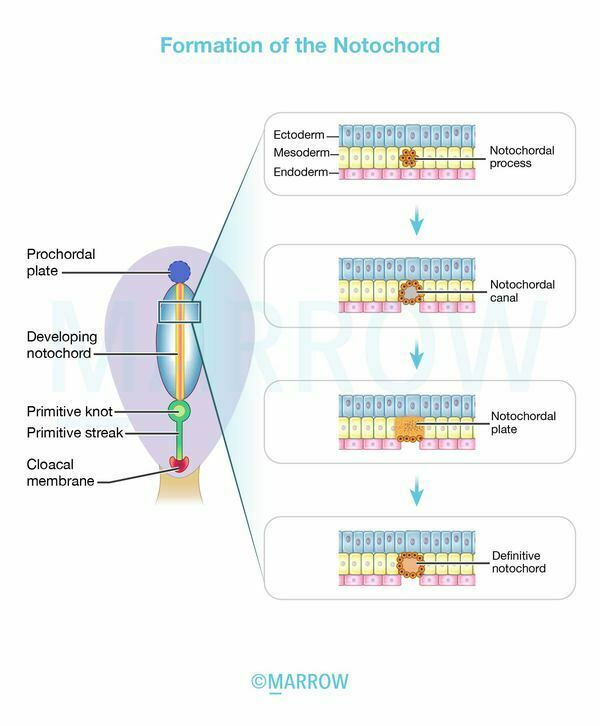 Formation of the Notochord
Prochordal
plate
Developing
notochord
Primitive knot
Primitive streak
Cloacal
membrane
Ectoderm
Mesoderm
Endoderm
Notochordal
process
Notochordal
canal
Notochordal
plate
Definitive
notochord
MARROW
©MARROW